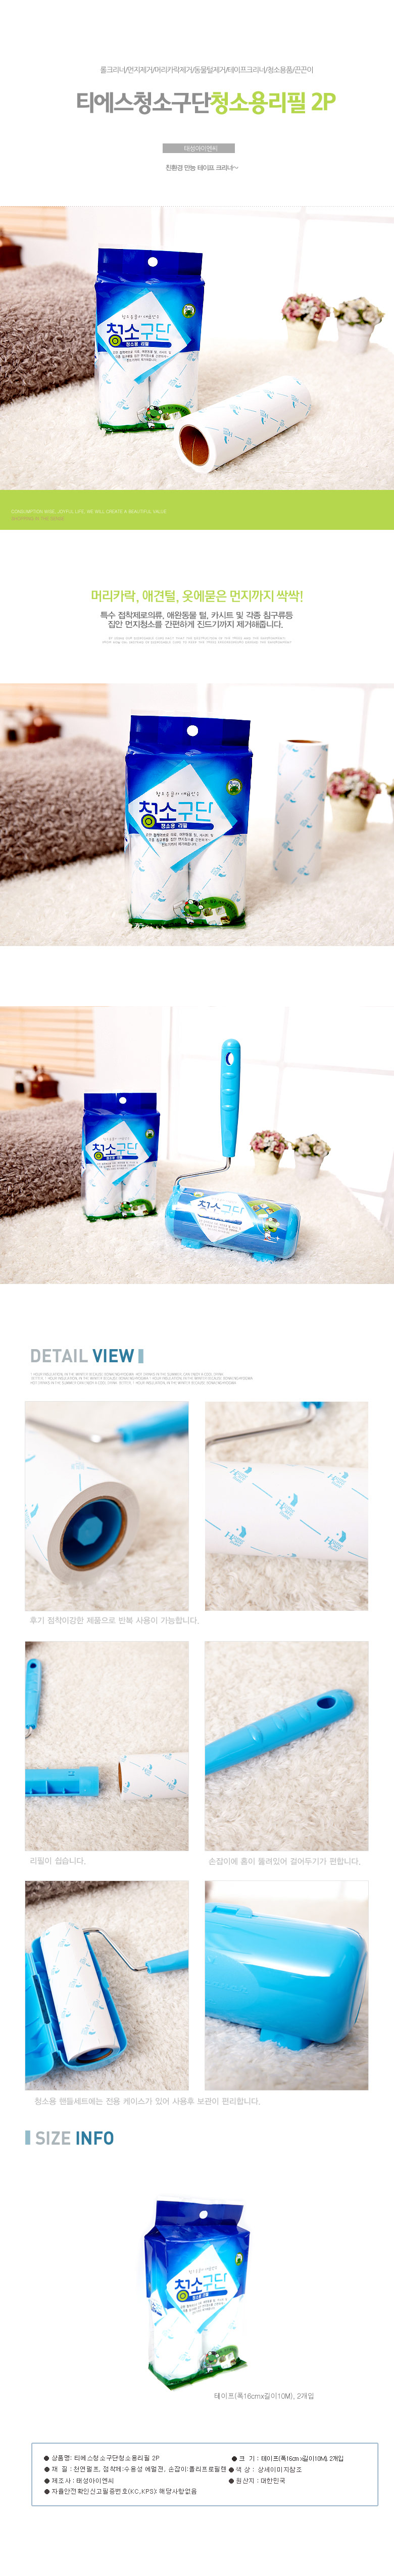 롤크리너/먼지제거/머리카락제거/동물털제거/테이프크리너/청소용품/끈끈이
티에스청소구단청소용리필 2P
태성아이앤씨
친환경 만능 테이프 크리너~
청소구단
청소용 리필
머리카락, 애견털, 옷에묻은 먼지까지 싹싹!
특수 접착제로의류, 애완동물 털, 카시트 및 각종 침구류등
집안 먼지청소를 간편하게 진드기까지 제거해줍니다.
청소구단
청소용 리필
청소구단
청소용 리필
청소구단
DETAIL VIEW
후기 점착이강한 제품으로 반복 사용이 가능합니다.
리필이 쉽습니다.
손잡이에 홈이 뚫려있어 걸어두기가 편합니다.
청소용 핸들세트에는 전용 케이스가 있어 사용후 보관이 편리합니다.
SIZE INFO
청소구단
테이프(폭16cmx길이10M), 2개입
● 상품명: 티에스청소구단청소용리필 2P
● 크 기 : 테이프(폭16cmx길이10M), 2개입
● 재 질 : 천연펄프, 점착제:수용성 에멀젼, 손잡이:폴리프로필렌
● 색 상 : 상세이미지참조
● 제조사 : 태성아이엔씨
● 원산지 : 대한민국
● 자율안전확인신고필증번호(KC,KPS): 해당사항없음